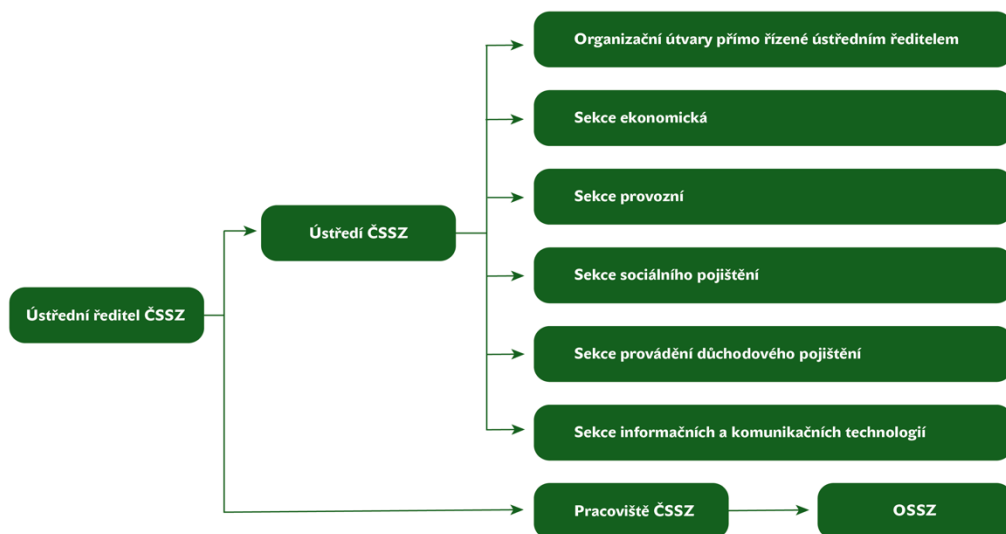 Organizační útvary přímo řízené ústředním ředitelem
Sekce ekonomická
Sekce provozní
Ústředí ČSSZ
Sekce sociálního pojištění
Ústřední ředitel ČSSZ
Sekce provádění důchodového pojištění
Sekce informačních a komunikačních technologií
Pracoviště ČSSZ
OSSZ